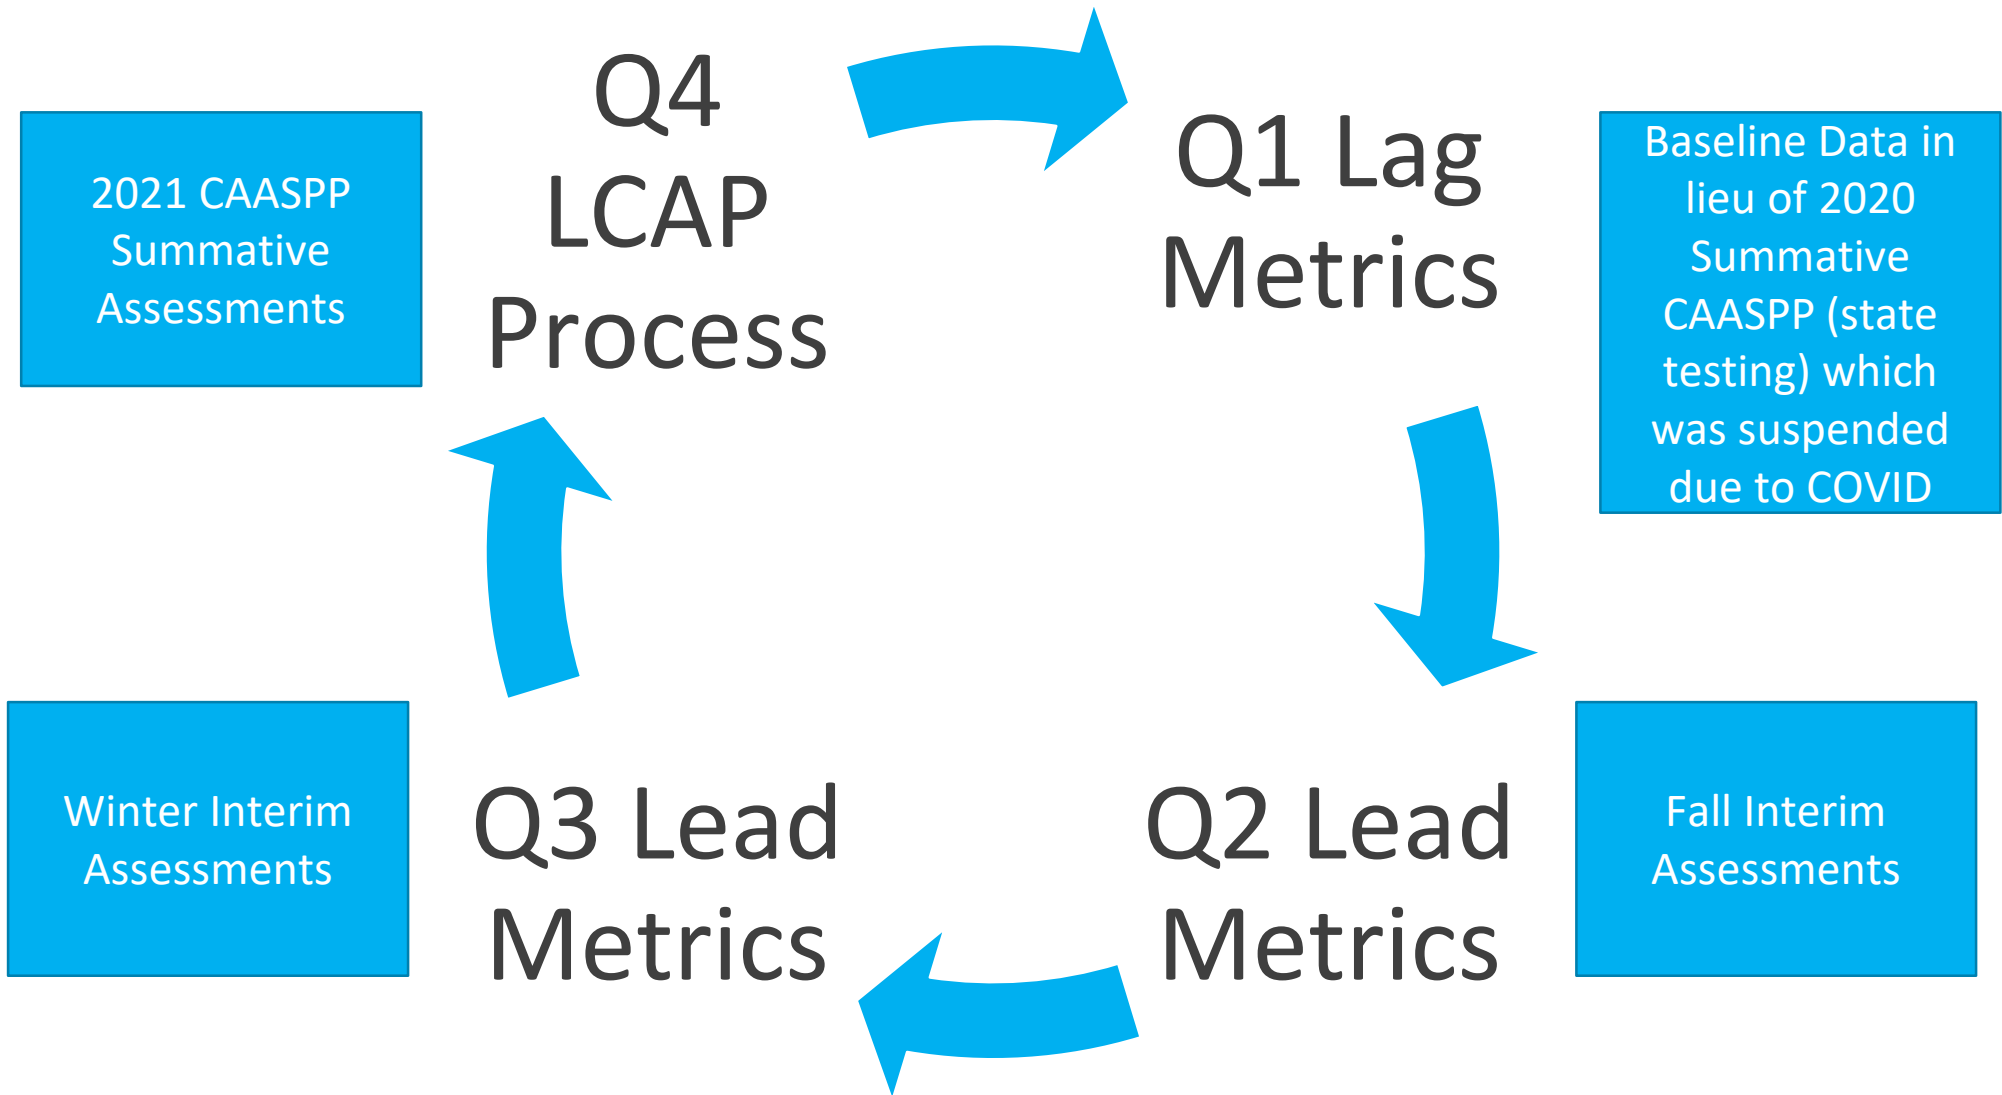 Q4
LCAP
Process
2021 CAASPP
Summative
Assessments
Q1 Lag
Metrics
Baseline Data in
lieu of 2020
Summative
CAASPP (state
testing) which
was suspended
due to COVID
Q2 Lead
Metrics
Fall Interim
Assessments
Q3 Lead
Metrics
Winter Interim
Assessments